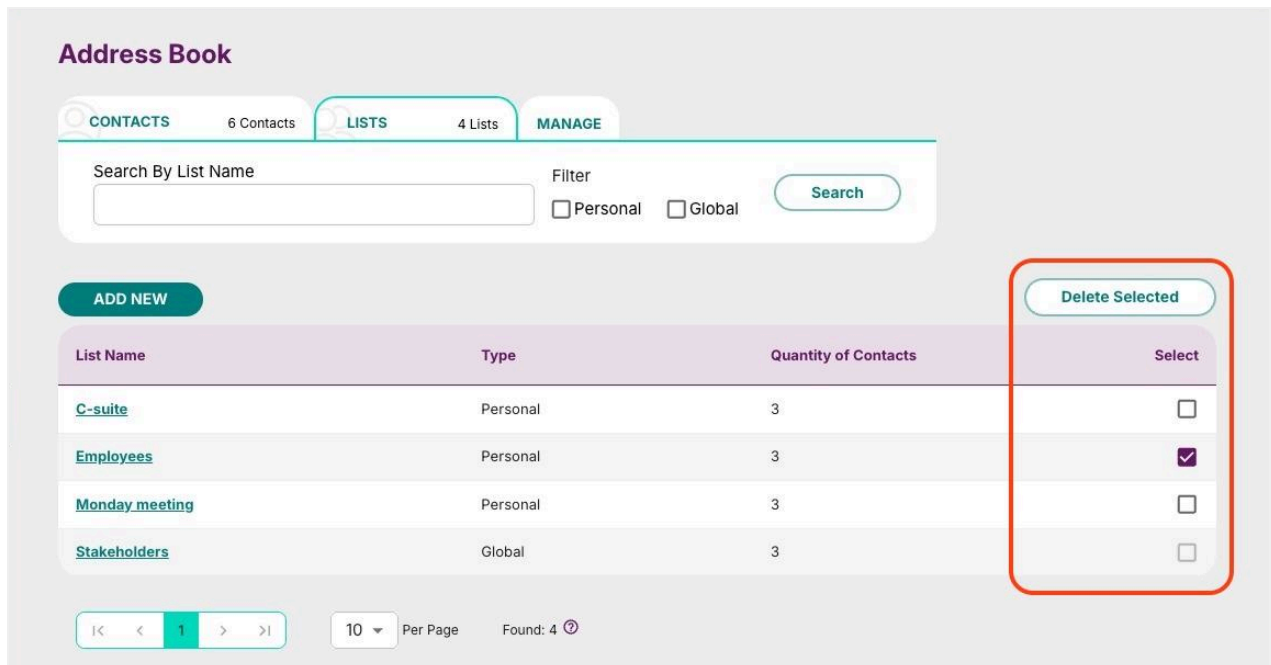 Address Book
CONTACTS 6 Contacts LISTS 4 Lists MANAGE
Search By List Name Filter
Personal Global Search
ADD NEW Delete Selected
List Name Type Quantity of Contacts Select
C-suite Personal 3
Employees Personal 3
Monday meeting Personal 3
Stakeholders Global 3
1 10 Per Page Found: 4 ?